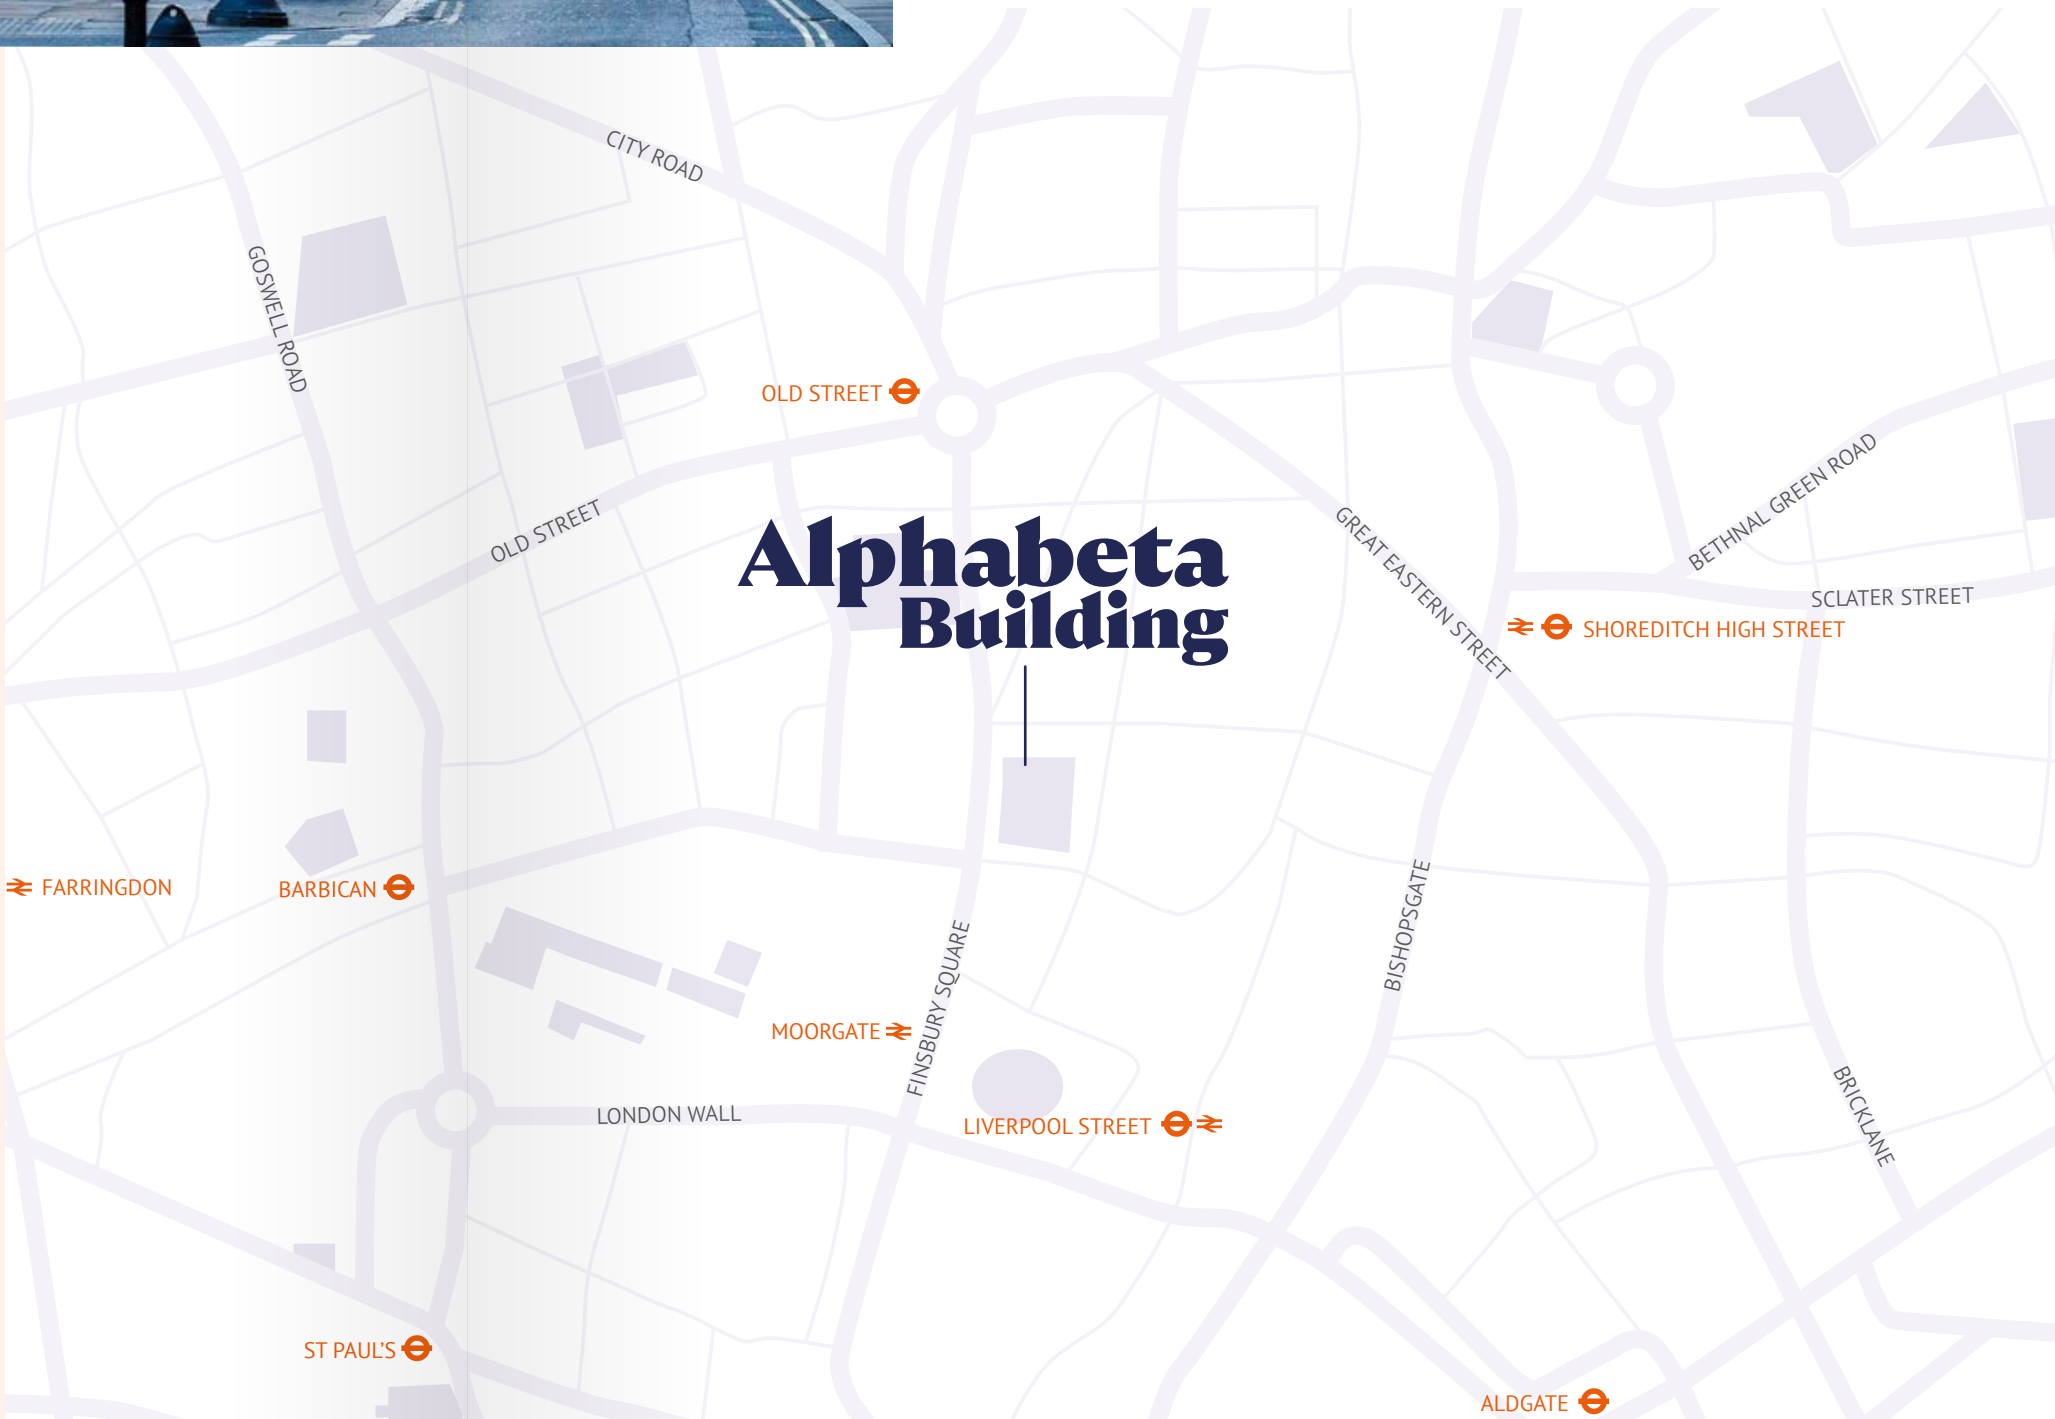 CITY ROAD
GOSWELL ROAD
OLD STREET
BETHNAL GREEN ROAD
OLD STREET
GREAT EASTERN STREET
Alphabeta
Building
SCLATER STREET
SHOREDITCH HIGH STREET
FARRINGDON
BARBICAN
BISHOPSGATE
FINSBURY SQUARE
MOORGATE
LONDON WALL
LIVERPOOL STREET
BRICKLANE
ST PAUL'S
ALDGATE